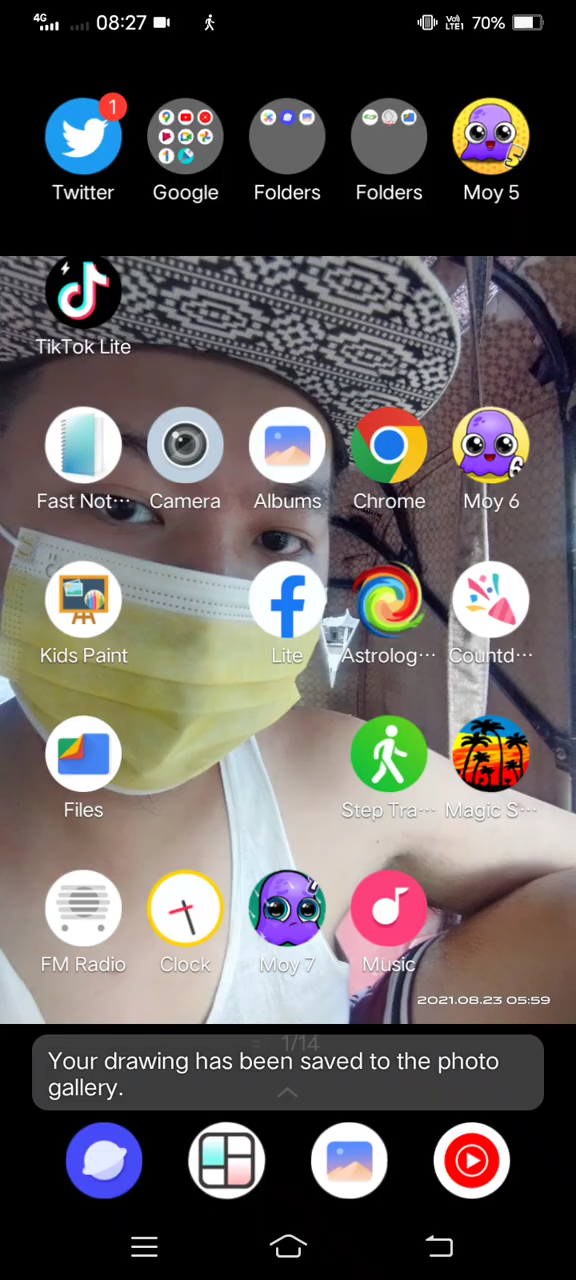 4G 08:27 VoLTE1 70%
1
Twitter Google Folders Folders Moy 5
TikTok Lite
Fast Not··· Camera Albums Chrome Moy 6
Kids Paint Lite Astrolog··· Countd···
Files Step Tra··· Magic S···
FM Radio Clock Moy 7 Music
2021.08.23 05:59
1/14
Your drawing has been saved to the photo
gallery.